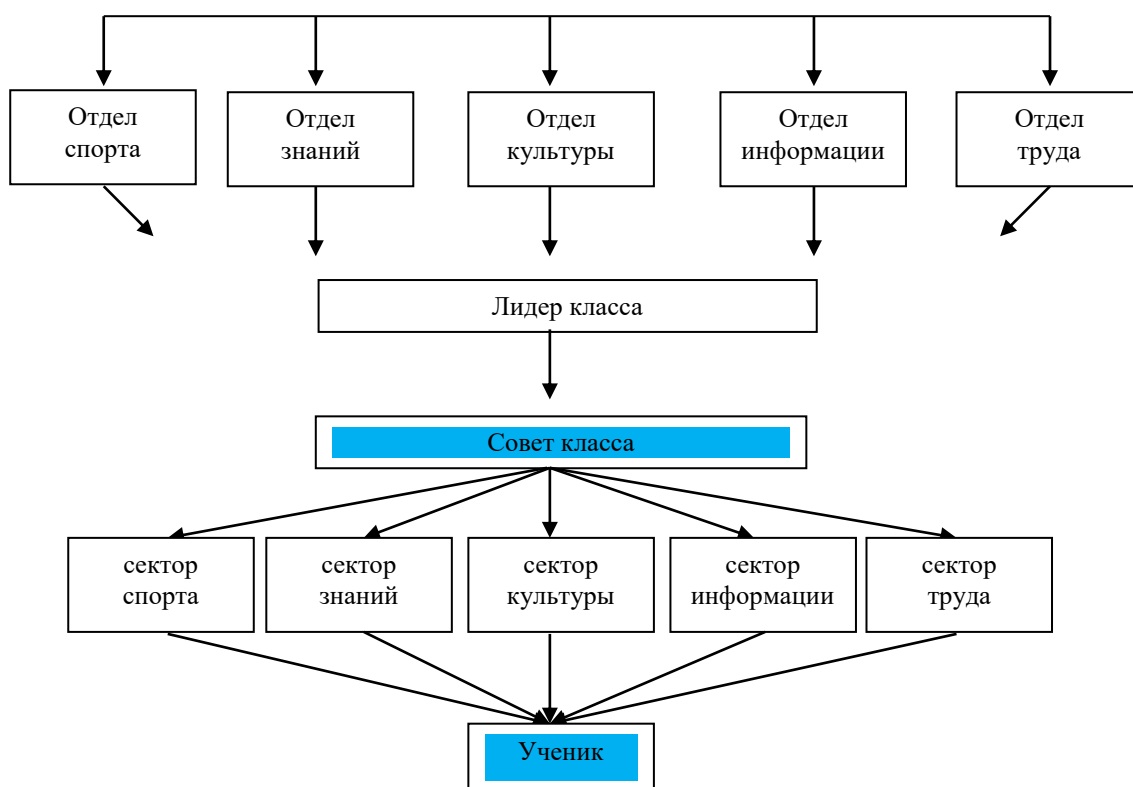 Отдел
спорта
Отдел
знаний
Отдел
культуры
Отдел
информации
Отдел
труда
Лидер класса
Совет класса
сектор
спорта
сектор
знаний
сектор
культуры
сектор
информации
сектор
труда
Ученик